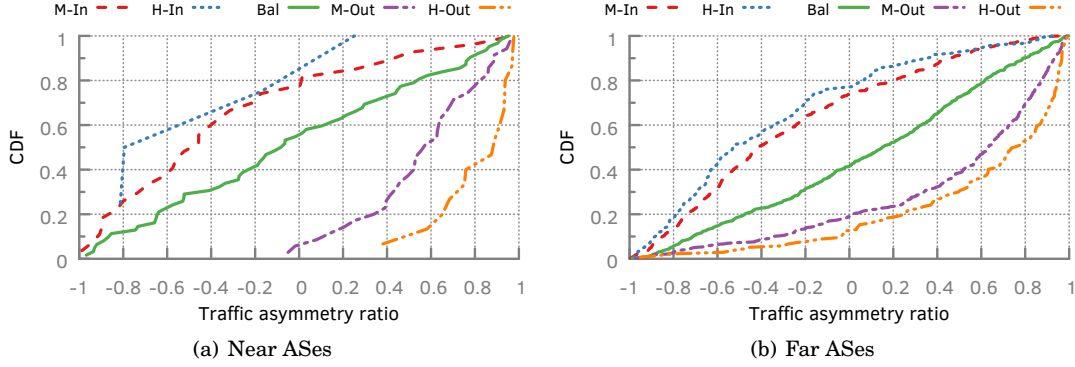 M-In H-In Bal M-Out H-Out
1
0.8
0.6
0.4
0.2
0
CDF
-1 -0.8 -0.6 -0.4 -0.2 0 0.2 0.4 0.6 0.8 1
Traffic asymmetry ratio
(a) Near ASes
M-In H-In Bal M-Out H-Out
1
0.8
0.6
0.4
0.2
0
CDF
-1 -0.8 -0.6 -0.4 -0.2 0 0.2 0.4 0.6 0.8 1
Traffic asymmetry ratio
(b) Far ASes